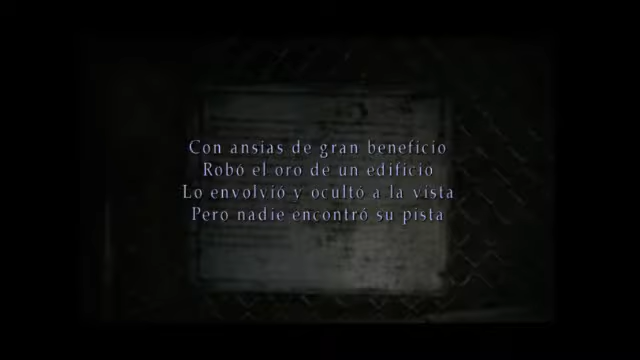 Con ansias de gran beneficio
Robó el oro de un edificio
Lo envolvió y ocultó a la vista
Pero nadie encontró su pista